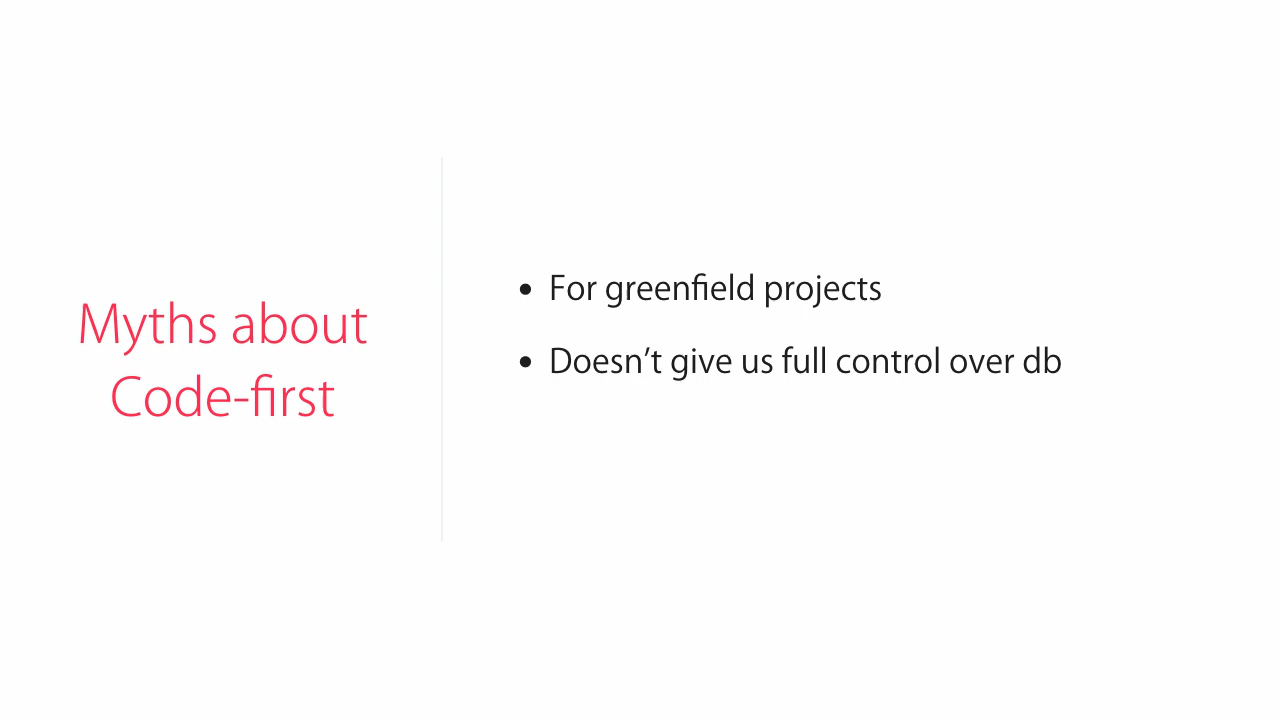 Myths about
Code-first
• For greenfield projects
• Doesn’t give us full control over db